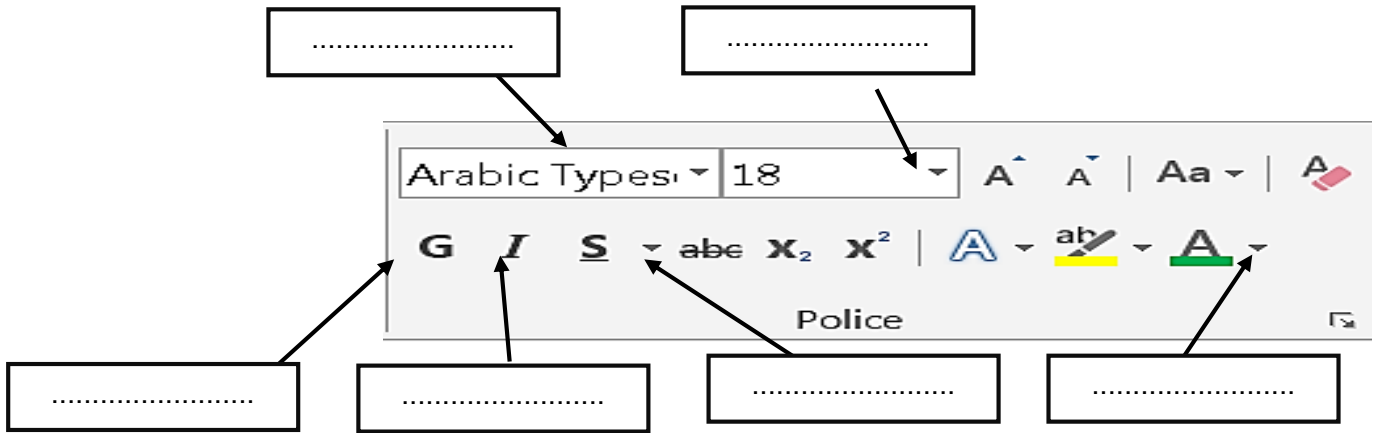 ........................ ........................
Arabic Types 18 A A Aa A
G I S abc X₂ X² A ab A
Police
........................ ........................ ........................ ........................